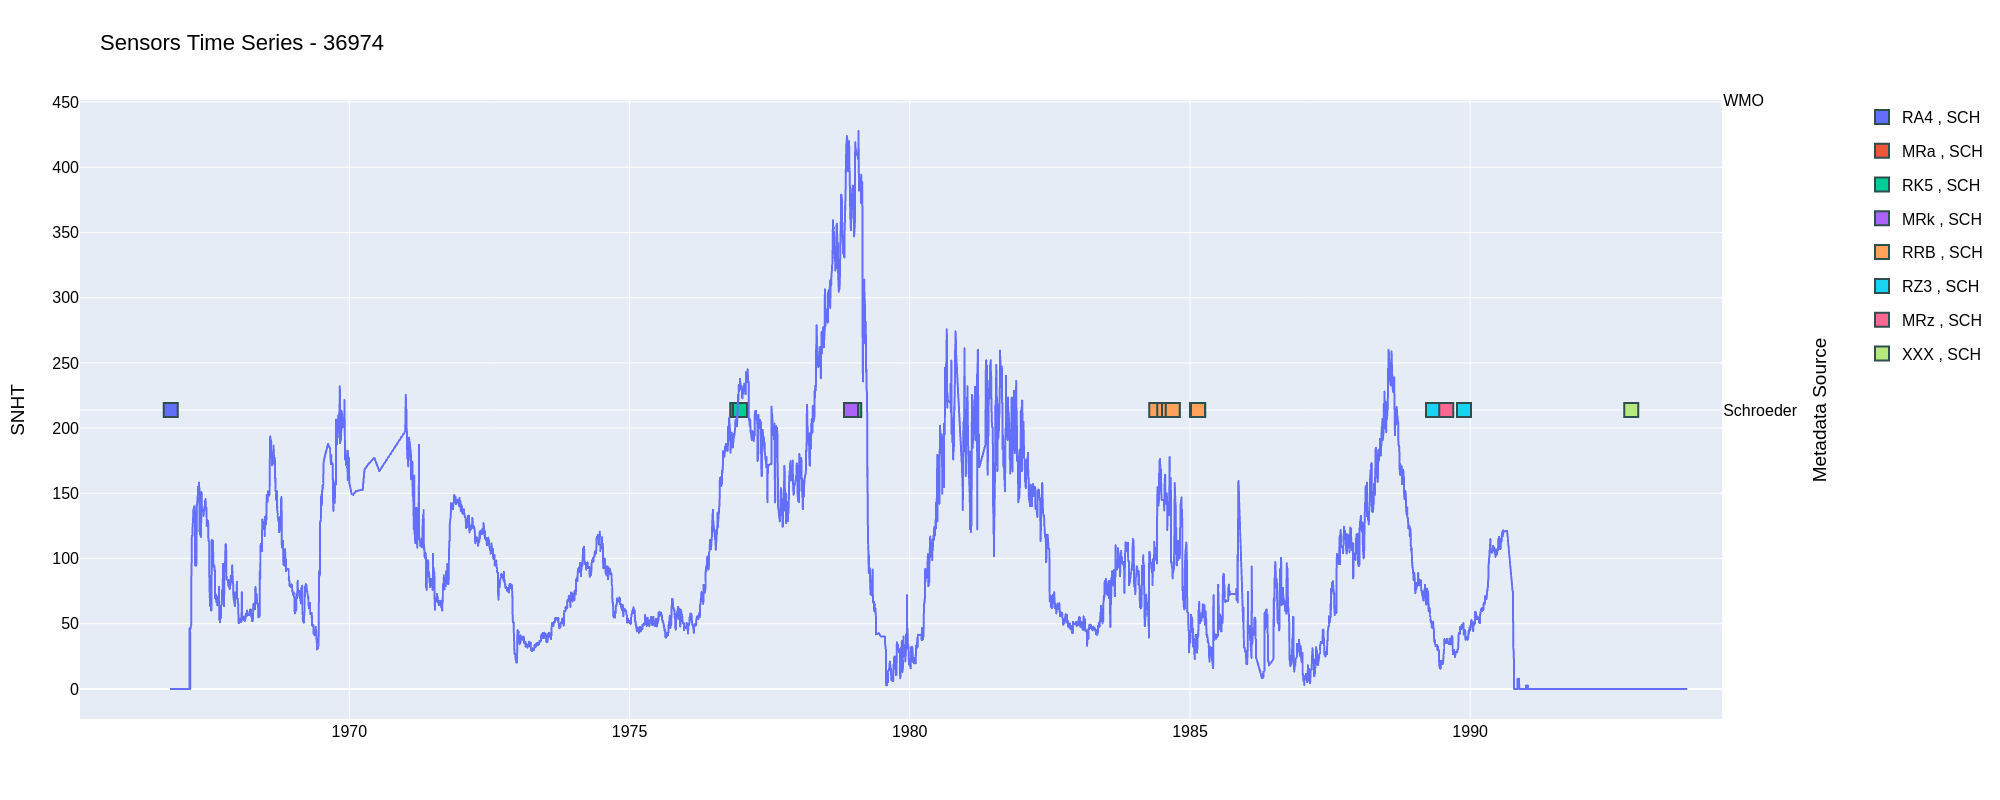 Sensors Time Series - 36974
SNHT
450
400
350
300
250
200
150
100
50
0
1970
1975
1980
1985
1990
WMO
Schroeder
Metadata Source
RA4 , SCH
MRa , SCH
RK5 , SCH
MRk , SCH
RRB , SCH
RZ3 , SCH
MRz , SCH
XXX , SCH